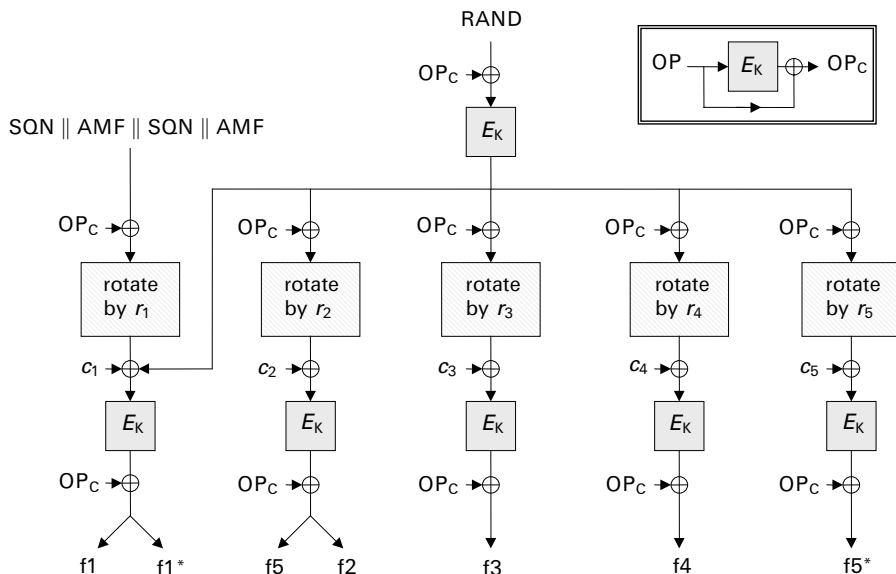 RAND
OP_C
E_K
OP E_K OP_C
SQN || AMF || SQN || AMF
OP_C OP_C OP_C OP_C OP_C
rotate by r_1
rotate by r_2
rotate by r_3
rotate by r_4
rotate by r_5
c_1 c_2 c_3 c_4 c_5
E_K E_K E_K E_K E_K
OP_C OP_C OP_C OP_C OP_C
f1 f1* f5 f2 f3 f4 f5*